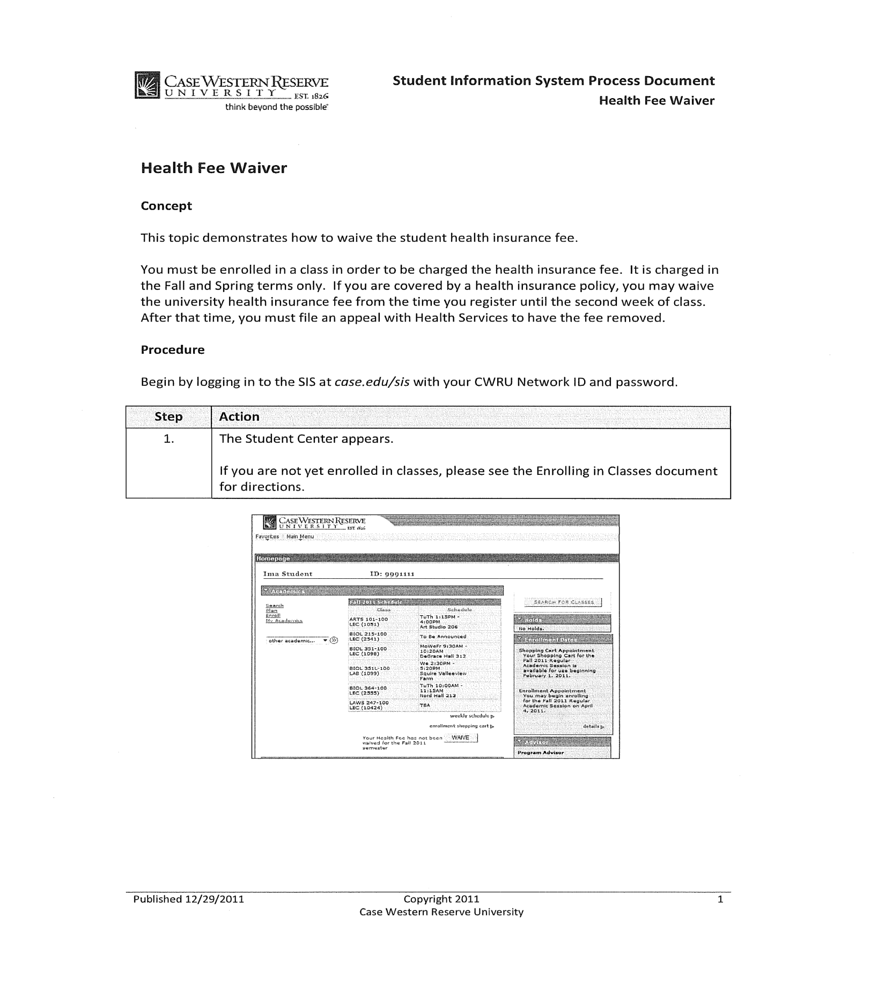 CASE WESTERN RESERVE
UNIVERSITY EST. 1826
think beyond the possible
Student Information System Process Document
Health Fee Waiver
Health Fee Waiver
Concept
This topic demonstrates how to waive the student health insurance fee.
You must be enrolled in a class in order to be charged the health insurance fee. It is charged in
the Fall and Spring terms only. If you are covered by a health insurance policy, you may waive
the university health insurance fee from the time you register until the second week of class.
After that time, you must file an appeal with Health Services to have the fee removed.
Procedure
Begin by logging in to the SIS at case.edu/sis with your CWRU Network ID and password.
Step Action
1. The Student Center appears.
If you are not yet enrolled in classes, please see the Enrolling in Classes document
for directions.
CASE WESTERN RESERVE
UNIVERSITY EST. 1826
Favorites Main Menu
Homepage
Ima Student ID: 9991111
Academics
Search
Plan
Enroll
My Academics
other academic...
Fall 2011 Schedule
Class Schedule
ARTS 101-100
LEC (1051)
TuTh 1:15PM -
4:00PM
Art Studio 206
BIOL 215-100
LEC (2541)
To Be Announced
BIOL 351-100
LEC (1098)
MoWeFr 9:30AM -
10:20AM
DeGrace Hall 312
BIOL 351L-100
LAB (1099)
We 2:30PM -
5:20PM
Squire Valleeview
Farm
BIOL 364-100
LEC (2555)
TuTh 10:00AM -
11:15AM
Nord Hall 213
LAWS 247-100
LEC (10424)
TBA
weekly schedule
enrollment shopping cart
Your Health Fee has not been
waived for the Fall 2011
semester
WAIVE
SEARCH FOR CLASSES
Holds
No Holds.
Enrollment Dates
Shopping Cart Appointment
Your Shopping Cart for the
Fall 2011 Regular
Academic Session is
available for use beginning
February 1, 2011.
Enrollment Appointment
You may begin enrolling
for the Fall 2011 Regular
Academic Session on April
4, 2011.
details
Advisor
Program Advisor
Published 12/29/2011 Copyright 2011 1
Case Western Reserve University